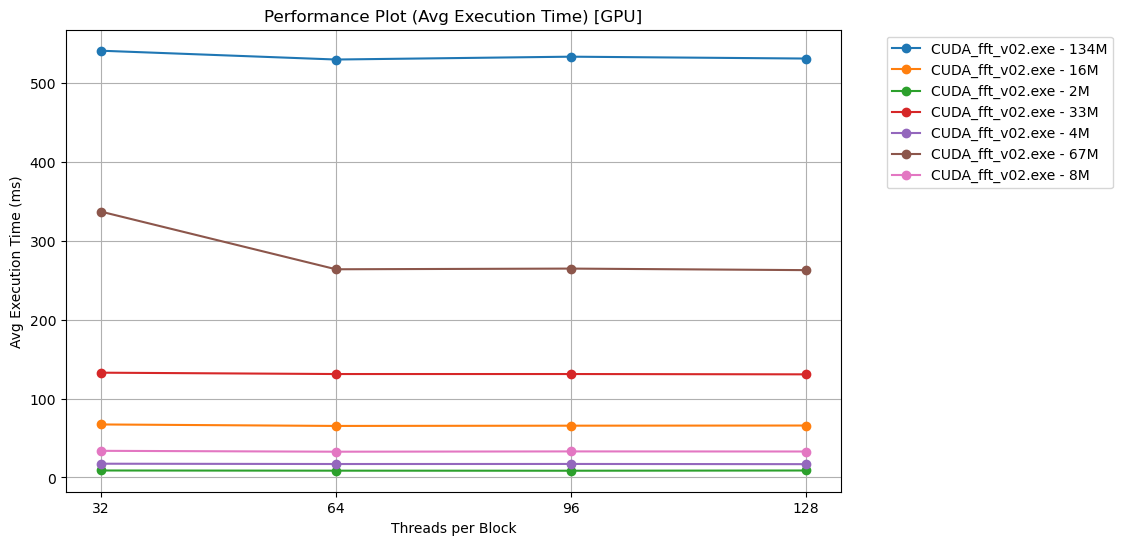 Performance Plot (Avg Execution Time) [GPU]
Avg Execution Time (ms)
500
400
300
200
100
0
32
64
96
128
Threads per Block
CUDA_fft_v02.exe - 134M
CUDA_fft_v02.exe - 16M
CUDA_fft_v02.exe - 2M
CUDA_fft_v02.exe - 33M
CUDA_fft_v02.exe - 4M
CUDA_fft_v02.exe - 67M
CUDA_fft_v02.exe - 8M